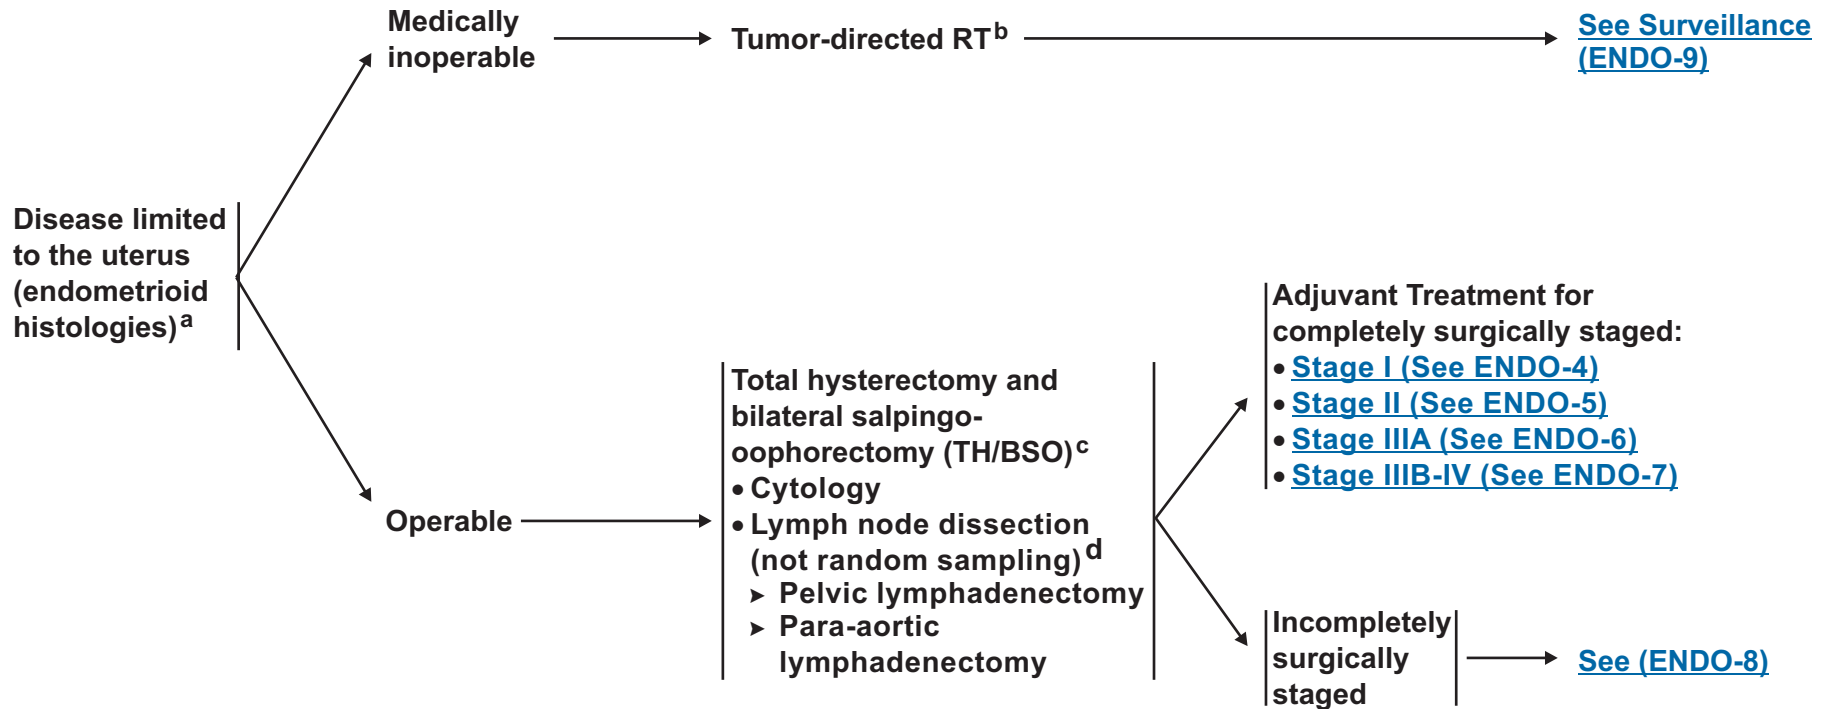 Medically
inoperable
Tumor-directed RT b
See Surveillance
(ENDO-9)
Disease limited
to the uterus
(endometrioid
histologies) a
Operable
Total hysterectomy and
bilateral salpingo-
oophorectomy (TH/BSO) c
• Cytology
• Lymph node dissection
(not random sampling) d
➤ Pelvic lymphadenectomy
➤ Para-aortic
lymphadenectomy
Adjuvant Treatment for
completely surgically staged:
• Stage I (See ENDO-4)
• Stage II (See ENDO-5)
• Stage IIIA (See ENDO-6)
• Stage IIIB-IV (See ENDO-7)
Incompletely
surgically
staged
See (ENDO-8)